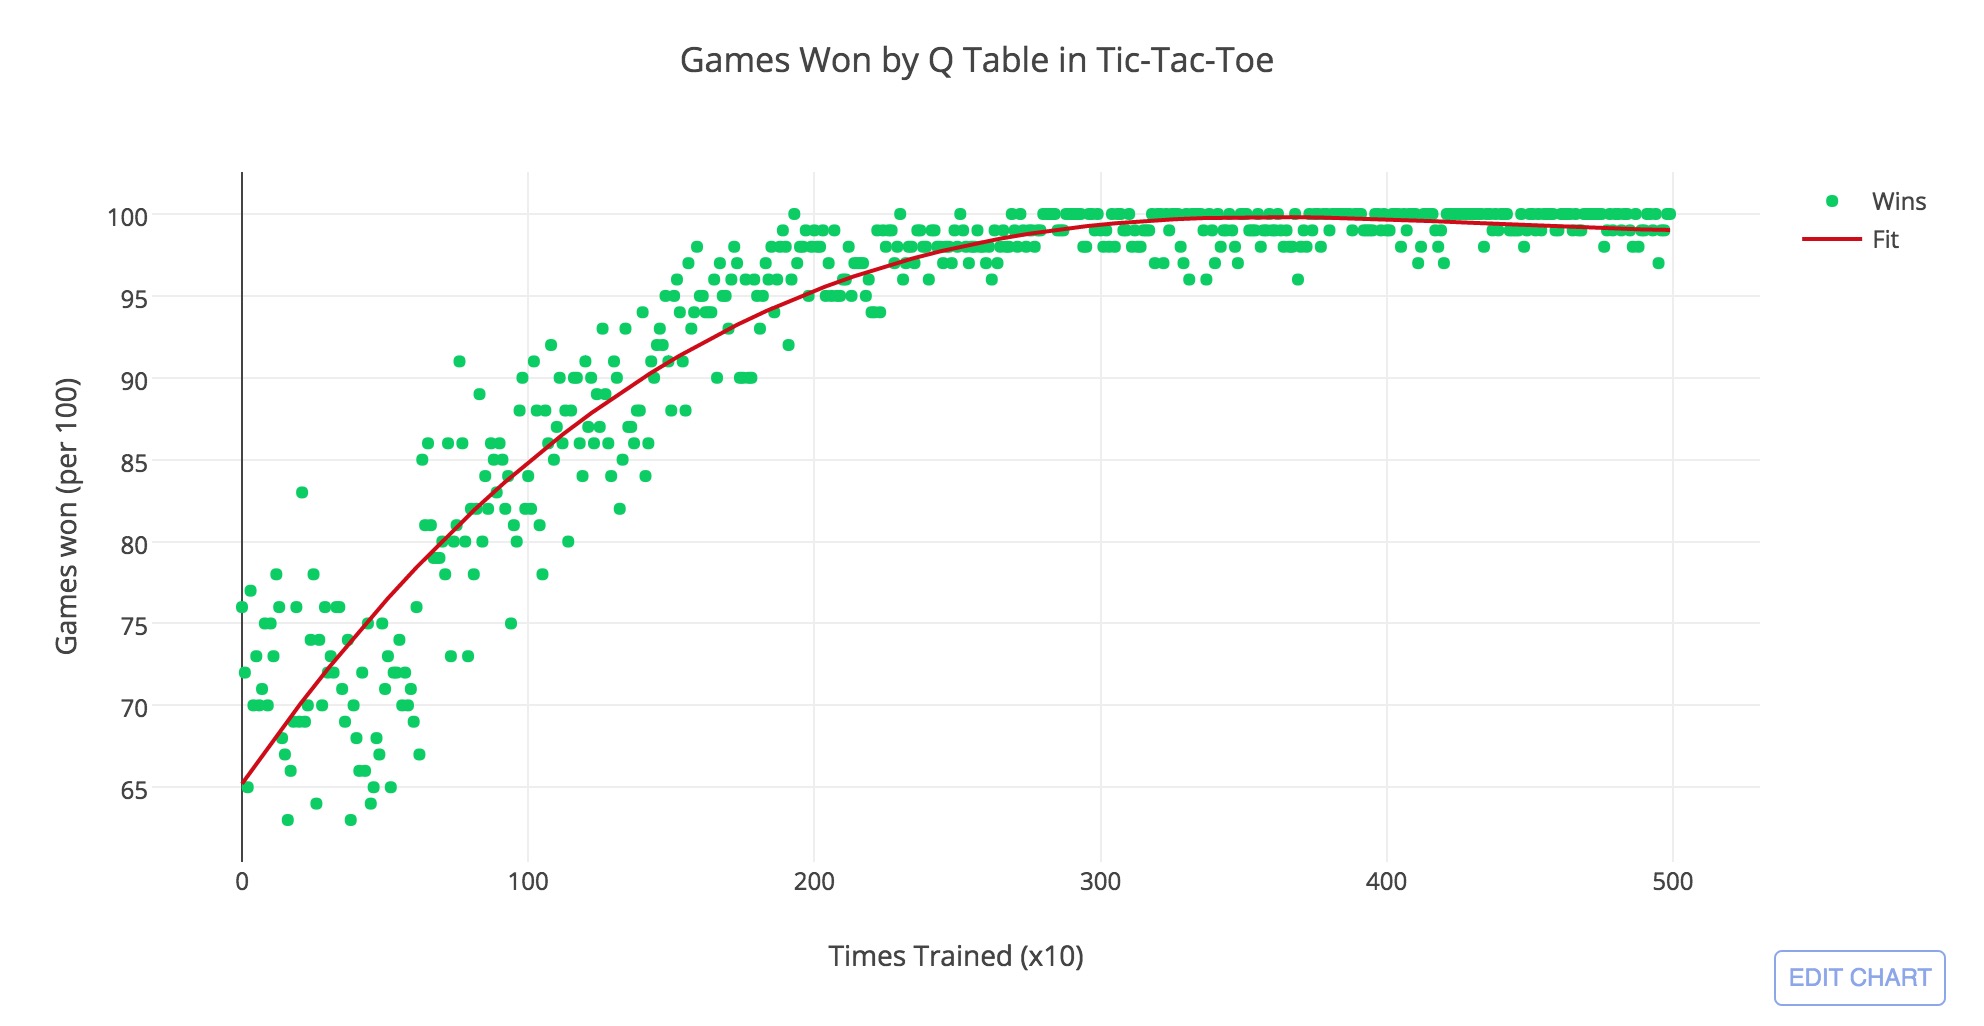 Games Won by Q Table in Tic-Tac-Toe
Wins
Fit
Games won (per 100)
100
95
90
85
80
75
70
65
0 100 200 300 400 500
Times Trained (x10)
EDIT CHART